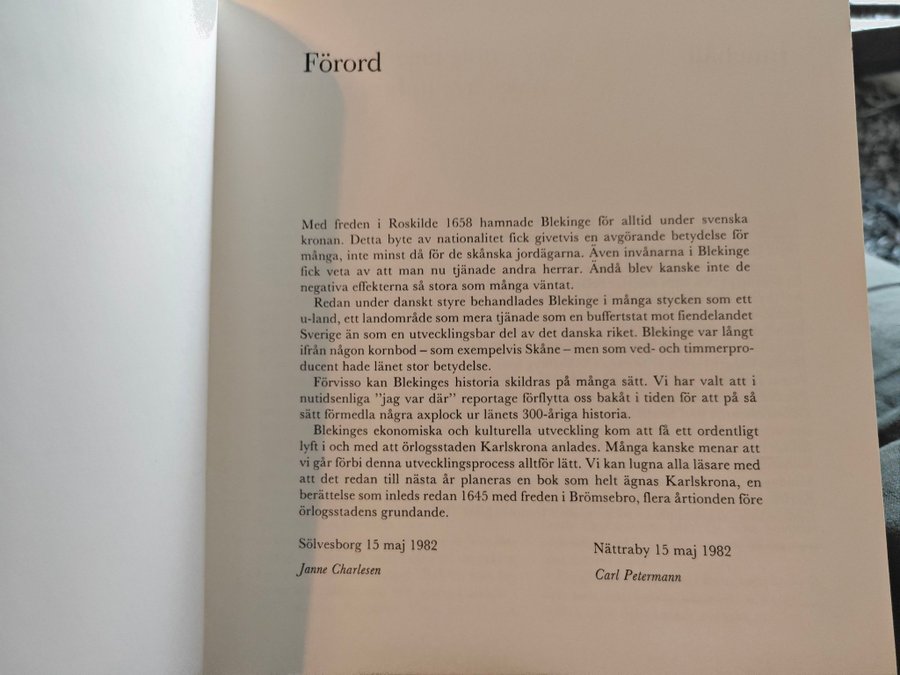 Förord
Med freden i Roskilde 1658 hamnade Blekinge för alltid under svenska
kronan. Detta byte av nationalitet fick givetvis en avgörande betydelse för
många, inte minst då för de skånska jordägarna. Även invånarna i Blekinge
fick veta av att man nu tjänade andra herrar. Ändå blev kanske inte de
negativa effekterna så stora som många väntat.
Redan under danskt styre behandlades Blekinge i många stycken som ett
u-land, ett landområde som mera tjänade som en buffertstat mot fiendelandet
Sverige än som en utvecklingsbar del av det danska riket. Blekinge var långt
ifrån någon kornbod – som exempelvis Skåne – men som ved- och timmerpro-
ducent hade länet stor betydelse.
Förvisso kan Blekinges historia skildras på många sätt. Vi har valt att i
nutidsenliga ”jag var där” reportage förflytta oss bakåt i tiden för att på så
sätt förmedla några axplock ur länets 300-åriga historia.
Blekinges ekonomiska och kulturella utveckling kom att få ett ordentligt
lyft i och med att örlogsstaden Karlskrona anlades. Många kanske menar att
vi går förbi denna utvecklingsprocess alltför lätt. Vi kan lugna alla läsare med
att det redan till nästa år planeras en bok som helt ägnas Karlskrona, en
berättelse som inleds redan 1645 med freden i Brömsebro, flera årtionden före
örlogsstadens grundande.
Sölvesborg 15 maj 1982
Janne Charlesen
Nättraby 15 maj 1982
Carl Petermann